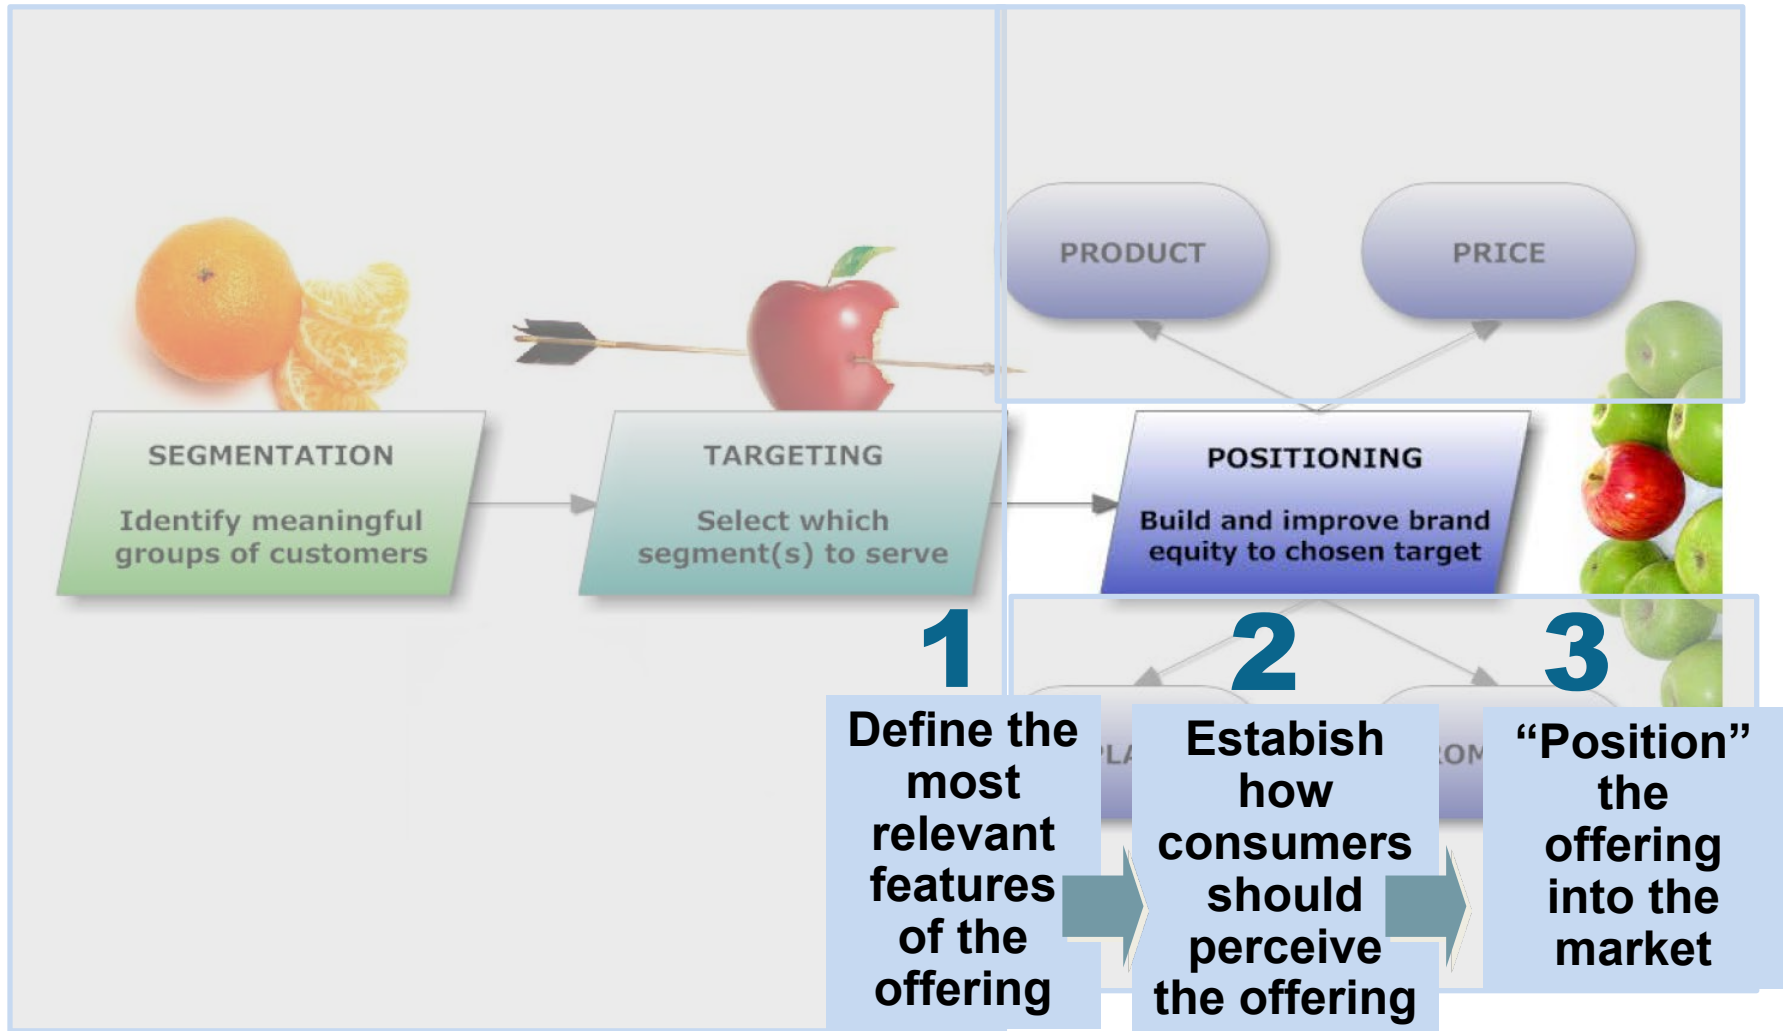 PRODUCT
PRICE
SEGMENTATION
Identify meaningful
groups of customers
TARGETING
Select which
segment(s) to serve
POSITIONING
Build and improve brand
equity to chosen target
1
Define the
most
relevant
features
of the
offering
2
Estabish
how
consumers
should
perceive
the offering
3
“Position”
the
offering
into the
market